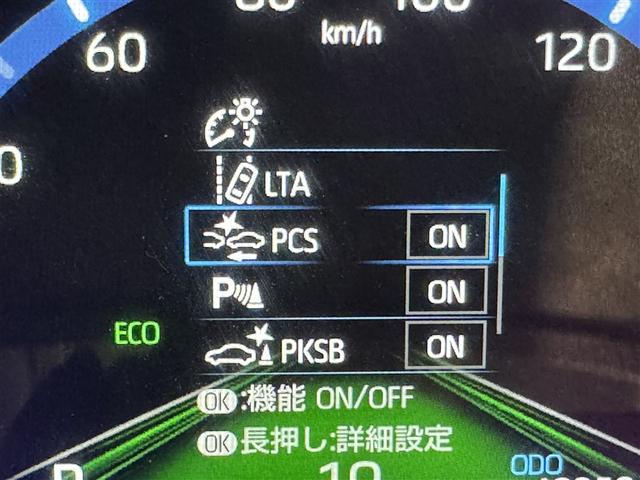 60
km/h
120
LTA
PCS ON
P ON
ECO
PKSB ON
OK:機能 ON/OFF
OK長押し:詳細設定
ODO